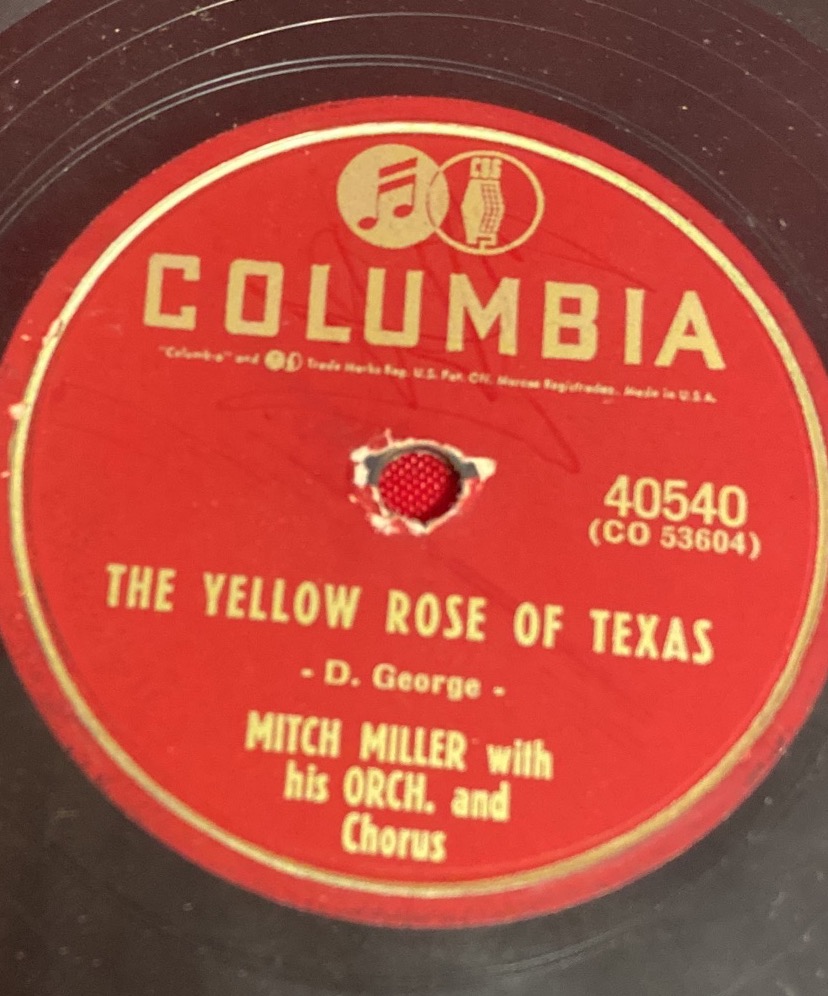 CBS
COLUMBIA
"Columbia" and Trade Marks Reg. U.S. Pat. Off. Marcas Registradas. Made in U.S.A.
40540
(CO 53604)
THE YELLOW ROSE OF TEXAS
- D. George -
MITCH MILLER with
his ORCH. and
Chorus